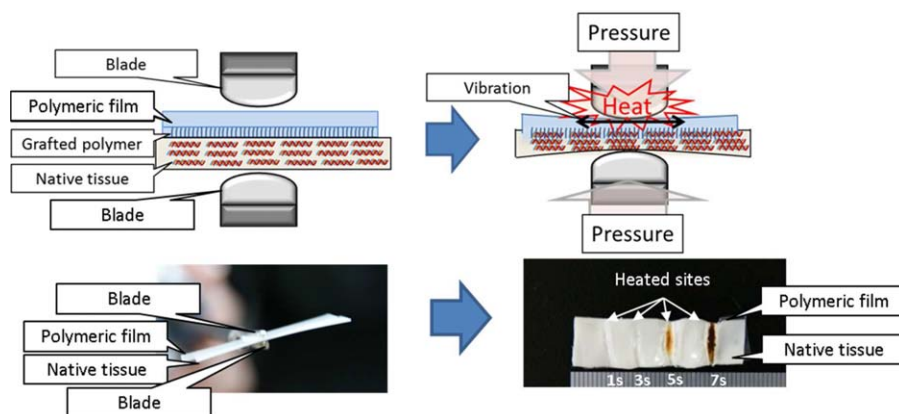 Blade
Polymeric film
Grafted polymer
Native tissue
Blade
Pressure
Vibration
Heat
Pressure
Blade
Polymeric film
Native tissue
Blade
Heated sites
Polymeric film
Native tissue
1s 3s 5s 7s